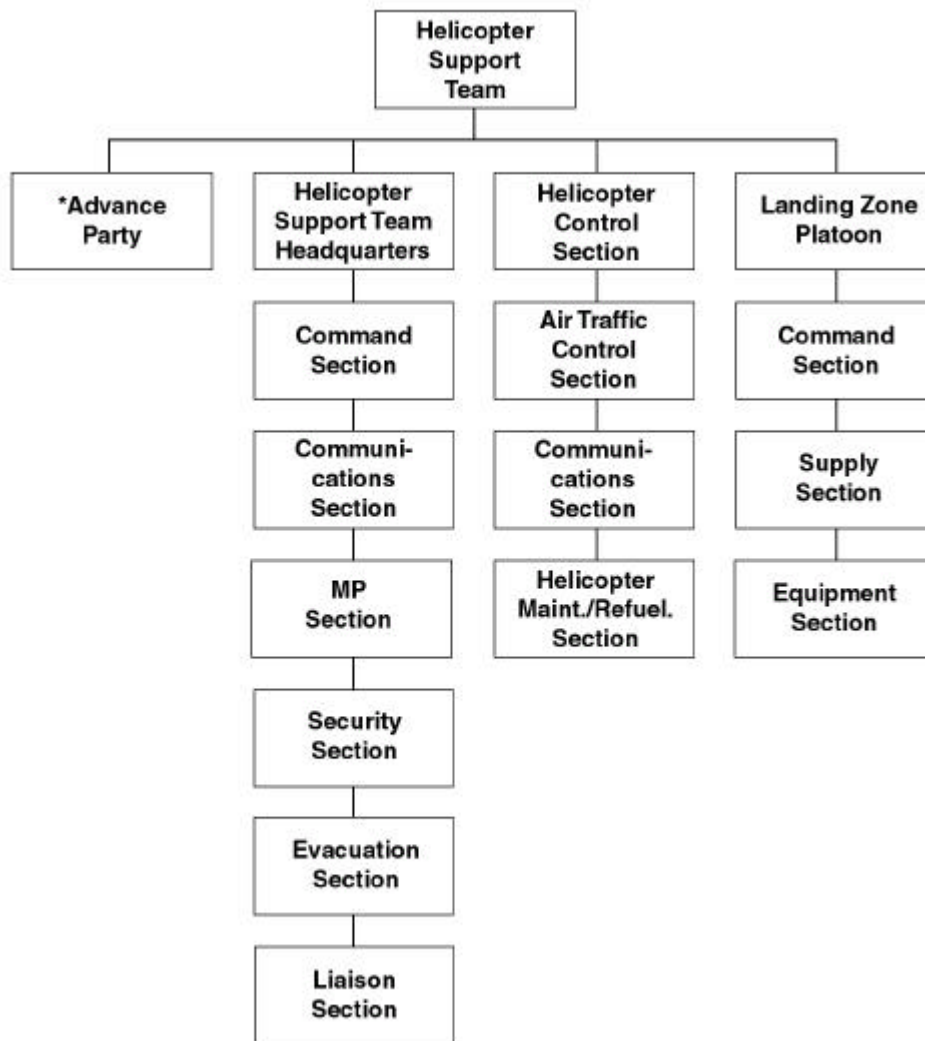 Helicopter
Support
Team
*Advance
Party
Helicopter
Support Team
Headquarters
Helicopter
Control
Section
Landing Zone
Platoon
Command
Section
Air Traffic
Control
Section
Command
Section
Communi-
cations
Section
Communi-
cations
Section
Supply
Section
MP
Section
Helicopter
Maint./Refuel.
Section
Equipment
Section
Security
Section
Evacuation
Section
Liaison
Section